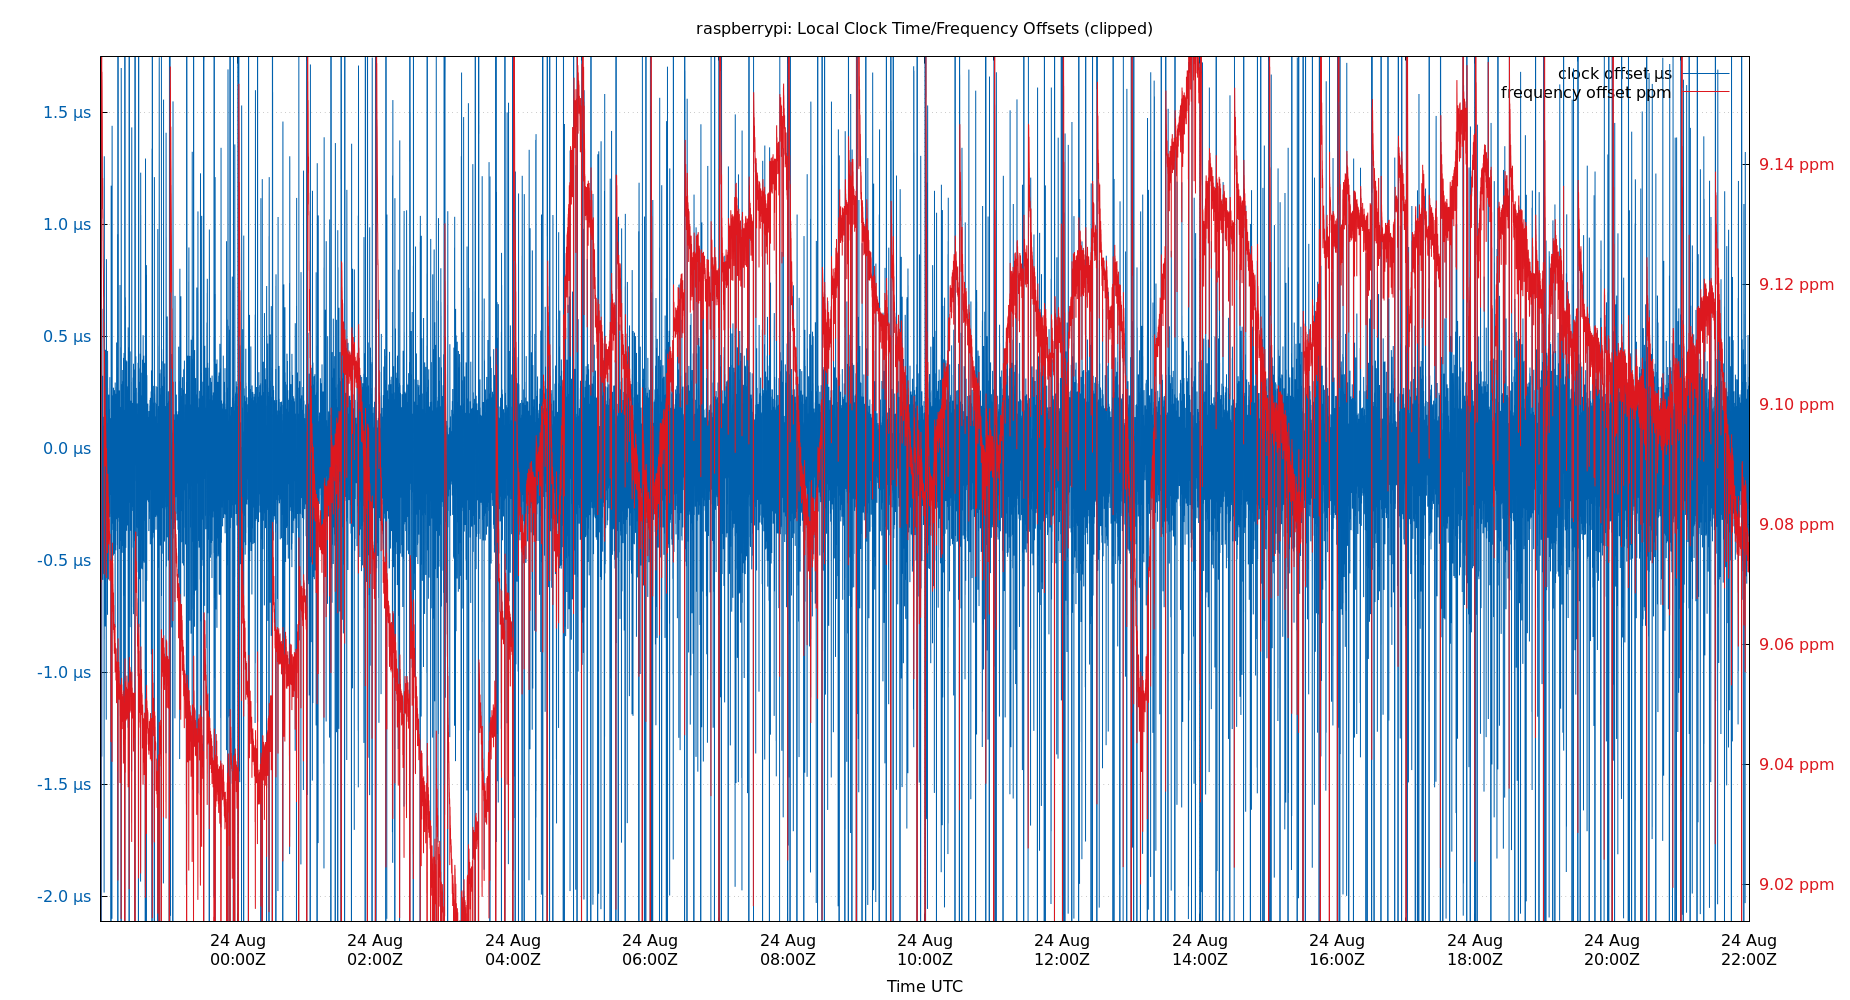 raspberrypi: Local Clock Time/Frequency Offsets (clipped)
clock offset µs
frequency offset ppm
1.5 µs
1.0 µs
0.5 µs
0.0 µs
-0.5 µs
-1.0 µs
-1.5 µs
-2.0 µs
9.14 ppm
9.12 ppm
9.10 ppm
9.08 ppm
9.06 ppm
9.04 ppm
9.02 ppm
24 Aug 24 Aug 24 Aug 24 Aug 24 Aug 24 Aug 24 Aug 24 Aug 24 Aug 24 Aug 24 Aug 24 Aug
00:00Z 02:00Z 04:00Z 06:00Z 08:00Z 10:00Z 12:00Z 14:00Z 16:00Z 18:00Z 20:00Z 22:00Z
Time UTC